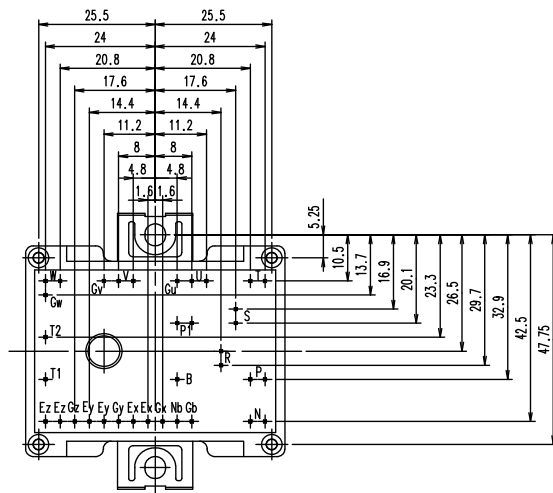 25.5 25.5
24 24
20.8 20.8
17.6 17.6
14.4 14.4
11.2 11.2
8 8
4.8 4.8
1.6 1.6
5.25
10.5 13.7 16.9 20.1 23.3 26.5 29.7 32.9 42.5 47.75
W V U T
Gv Gu
Gw
S
P1
T2
R
T1 B P
Ez Ez Gz Ey Ey Gy Ex Ex Gx Nb Gb N